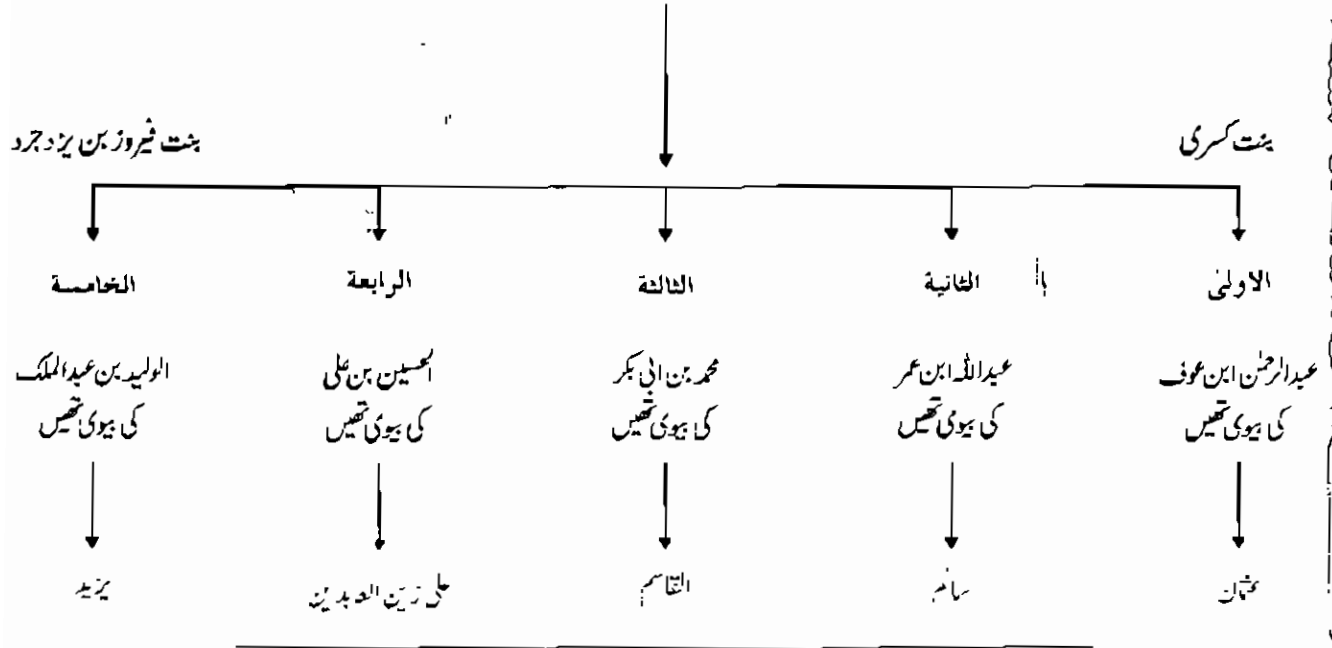 بنت کسریٰ
بنت فیروز بن یزدجرد
الاولیٰ
الثانیة
الثالثة
الرابعة
الخامسة
عبدالرحمٰن ابن عوف
کی بیوی تھیں
عبداللہ ابن عمر
کی بیوی تھیں
محمد بن ابی بکر
کی بیوی تھیں
الحسین بن علی
کی بیوی تھیں
الولید بن عبدالملک
کی بیوی تھیں
عثمان
سالم
القاسم
علی زین العابدین
یزید